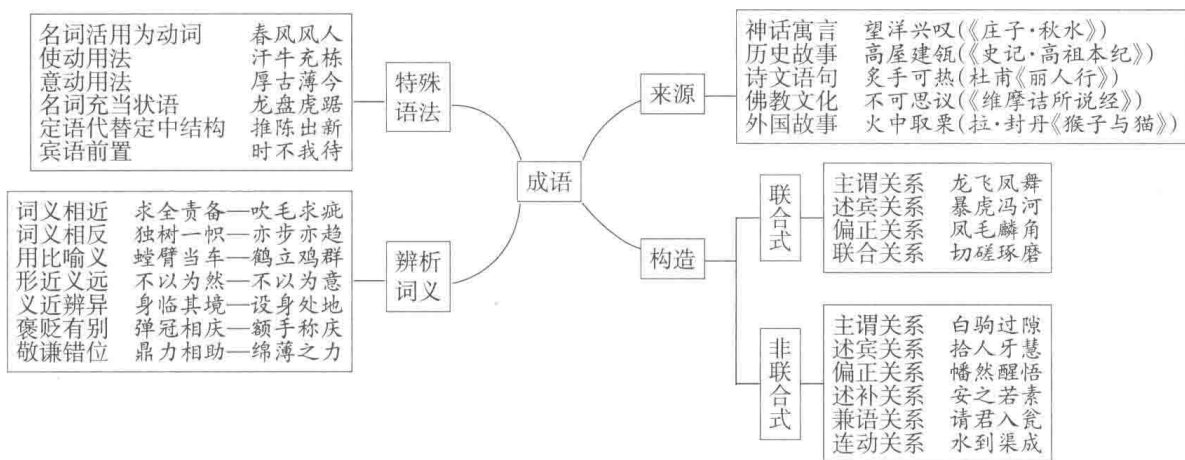 名词活用为动词 春风风人
使动用法 汗牛充栋
意动用法 厚古薄今
名词充当状语 龙盘虎踞
定语代替定中结构 推陈出新
宾语前置 时不我待
特殊
语法
词义相近 求全责备—吹毛求疵
词义相反 独树一帜—亦步亦趋
用比喻义 螳臂当车—鹤立鸡群
形近义远 不以为然—不以为意
义近辨异 身临其境—设身处地
褒贬有别 弹冠相庆—额手称庆
敬谦错位 鼎力相助—绵薄之力
辨析
词义
成语
来源
神话寓言 望洋兴叹(《庄子·秋水》)
历史故事 高屋建瓴(《史记·高祖本纪》)
诗文语句 炙手可热(杜甫《丽人行》)
佛教文化 不可思议(《维摩诘所说经》)
外国故事 火中取栗(拉·封丹《猴子与猫》)
构造
联合式
主谓关系 龙飞凤舞
述宾关系 暴虎冯河
偏正关系 凤毛麟角
联合关系 切磋琢磨
非联合式
主谓关系 白驹过隙
述宾关系 拾人牙慧
偏正关系 幡然醒悟
述补关系 安之若素
兼语关系 请君入瓮
连动关系 水到渠成